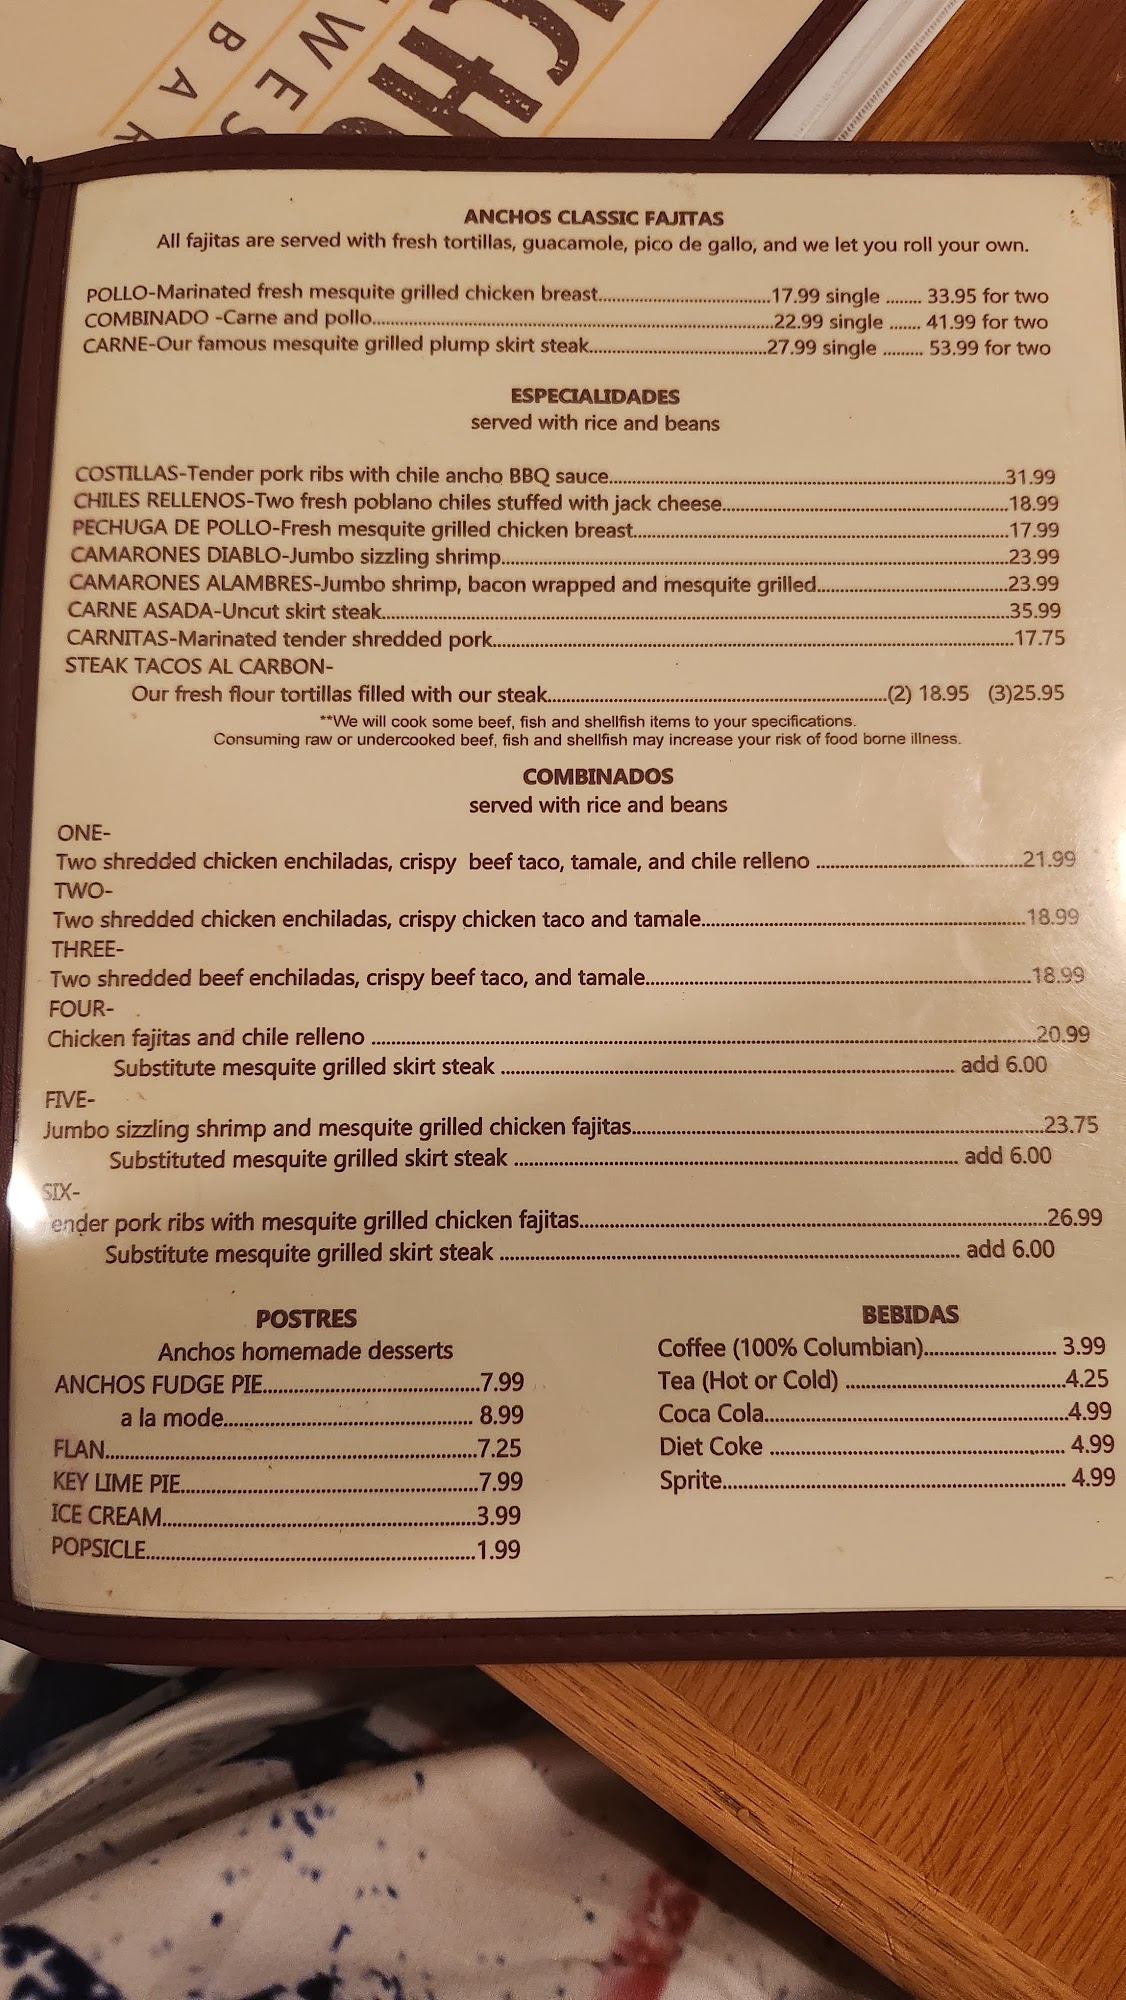 BAR
WES
CH
ANCHOS CLASSIC FAJITAS
All fajitas are served with fresh tortillas, guacamole, pico de gallo, and we let you roll your own.
POLLO-Marinated fresh mesquite grilled chicken breast...17.99 single ........ 33.95 for two
COMBINADO -Carne and pollo...22.99 single ....... 41.99 for two
CARNE-Our famous mesquite grilled plump skirt steak...27.99 single ......... 53.99 for two
ESPECIALIDADES
served with rice and beans
COSTILLAS-Tender pork ribs with chile ancho BBQ sauce...31.99
CHILES RELLENOS-Two fresh poblano chiles stuffed with jack cheese...18.99
PECHUGA DE POLLO-Fresh mesquite grilled chicken breast...17.99
CAMARONES DIABLO-Jumbo sizzling shrimp...23.99
CAMARONES ALAMBRES-Jumbo shrimp, bacon wrapped and mesquite grilled...23.99
CARNE ASADA-Uncut skirt steak...35.99
CARNITAS-Marinated tender shredded pork...17.75
STEAK TACOS AL CARBON-
Our fresh flour tortillas filled with our steak...(2) 18.95 (3)25.95
**We will cook some beef, fish and shellfish items to your specifications.
Consuming raw or undercooked beef, fish and shellfish may increase your risk of food borne illness.
COMBINADOS
served with rice and beans
ONE-
Two shredded chicken enchiladas, crispy beef taco, tamale, and chile relleno ...21.99
TWO-
Two shredded chicken enchiladas, crispy chicken taco and tamale...18.99
THREE-
Two shredded beef enchiladas, crispy beef taco, and tamale...18.99
FOUR-
Chicken fajitas and chile relleno ...20.99
Substitute mesquite grilled skirt steak ... add 6.00
FIVE-
Jumbo sizzling shrimp and mesquite grilled chicken fajitas...23.75
Substituted mesquite grilled skirt steak ... add 6.00
SIX-
ender pork ribs with mesquite grilled chicken fajitas...26.99
Substitute mesquite grilled skirt steak ... add 6.00
POSTRES
Anchos homemade desserts
ANCHOS FUDGE PIE...7.99
a la mode... 8.99
FLAN...7.25
KEY LIME PIE...7.99
ICE CREAM...3.99
POPSICLE...1.99
BEBIDAS
Coffee (100% Columbian)... 3.99
Tea (Hot or Cold) ...4.25
Coca Cola...4.99
Diet Coke ... 4.99
Sprite... 4.99